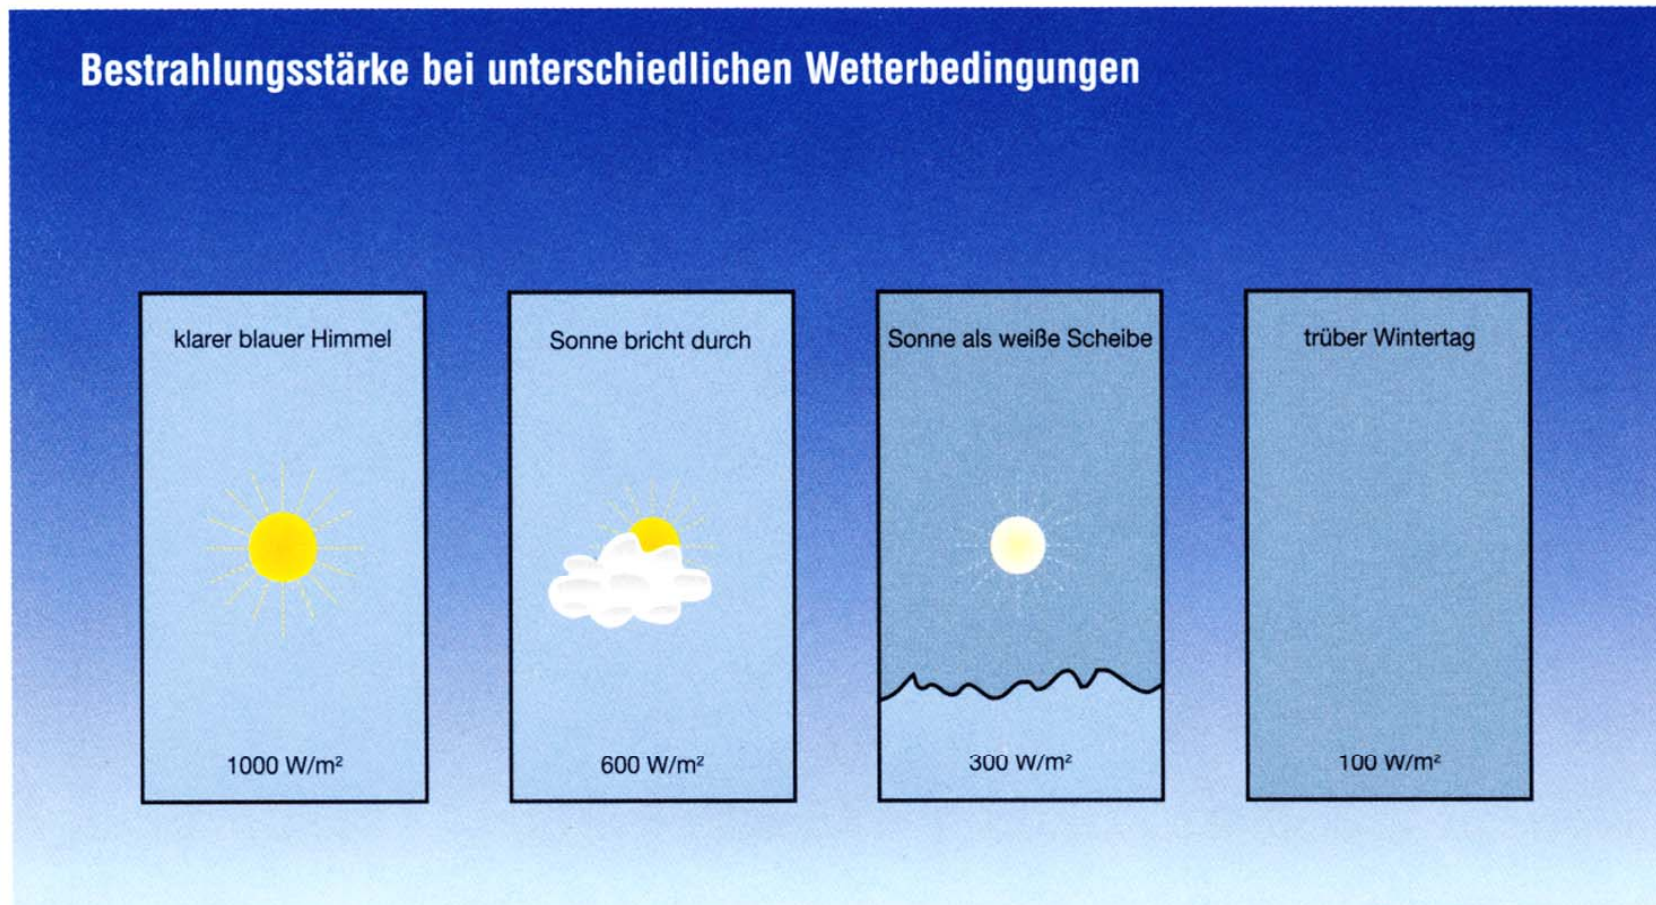 Bestrahlungsstärke bei unterschiedlichen Wetterbedingungen
klarer blauer Himmel
1000 W/m²
Sonne bricht durch
600 W/m²
Sonne als weiße Scheibe
300 W/m²
trüber Wintertag
100 W/m²